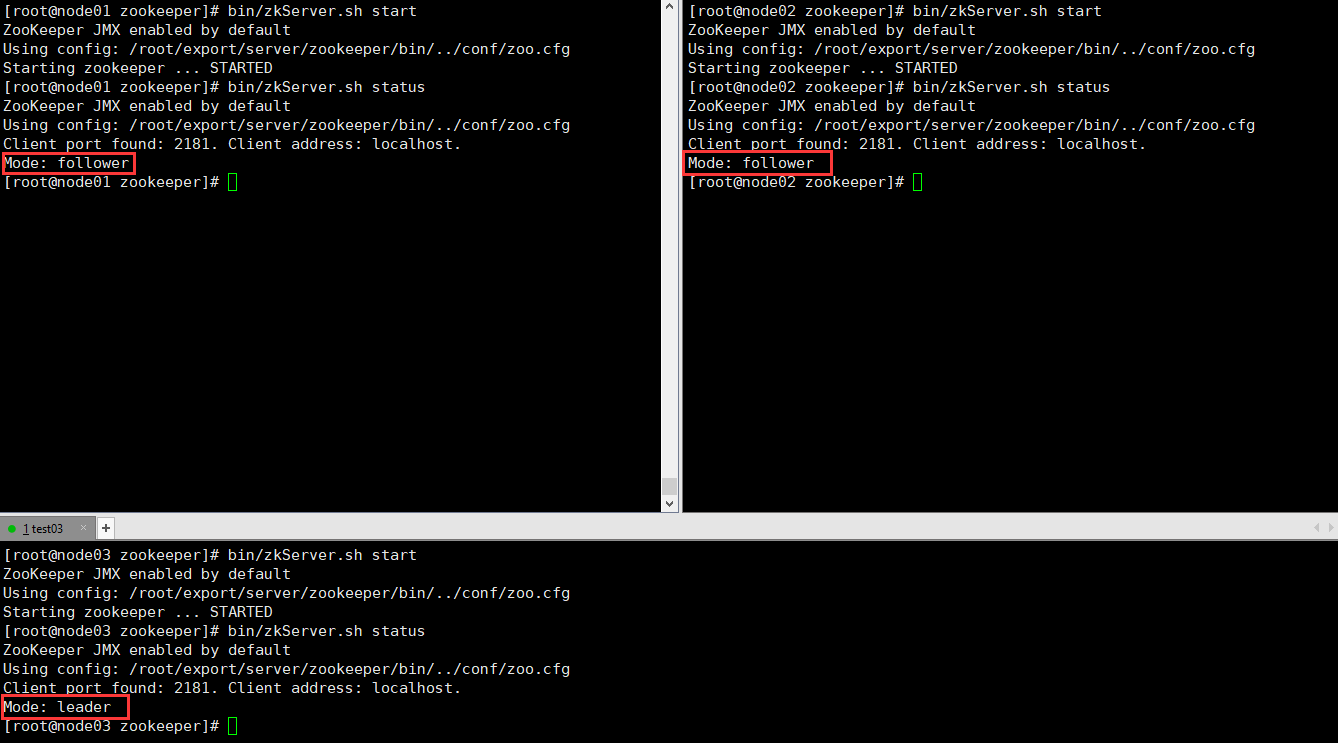 [root@node01 zookeeper]# bin/zkServer.sh start
ZooKeeper JMX enabled by default
Using config: /root/export/server/zookeeper/bin/../conf/zoo.cfg
Starting zookeeper ... STARTED
[root@node01 zookeeper]# bin/zkServer.sh status
ZooKeeper JMX enabled by default
Using config: /root/export/server/zookeeper/bin/../conf/zoo.cfg
Client port found: 2181. Client address: localhost.
Mode: follower
[root@node01 zookeeper]#
[root@node02 zookeeper]# bin/zkServer.sh start
ZooKeeper JMX enabled by default
Using config: /root/export/server/zookeeper/bin/../conf/zoo.cfg
Starting zookeeper ... STARTED
[root@node02 zookeeper]# bin/zkServer.sh status
ZooKeeper JMX enabled by default
Using config: /root/export/server/zookeeper/bin/../conf/zoo.cfg
Client port found: 2181. Client address: localhost.
Mode: follower
[root@node02 zookeeper]#
1 test03 × +
[root@node03 zookeeper]# bin/zkServer.sh start
ZooKeeper JMX enabled by default
Using config: /root/export/server/zookeeper/bin/../conf/zoo.cfg
Starting zookeeper ... STARTED
[root@node03 zookeeper]# bin/zkServer.sh status
ZooKeeper JMX enabled by default
Using config: /root/export/server/zookeeper/bin/../conf/zoo.cfg
Client port found: 2181. Client address: localhost.
Mode: leader
[root@node03 zookeeper]#